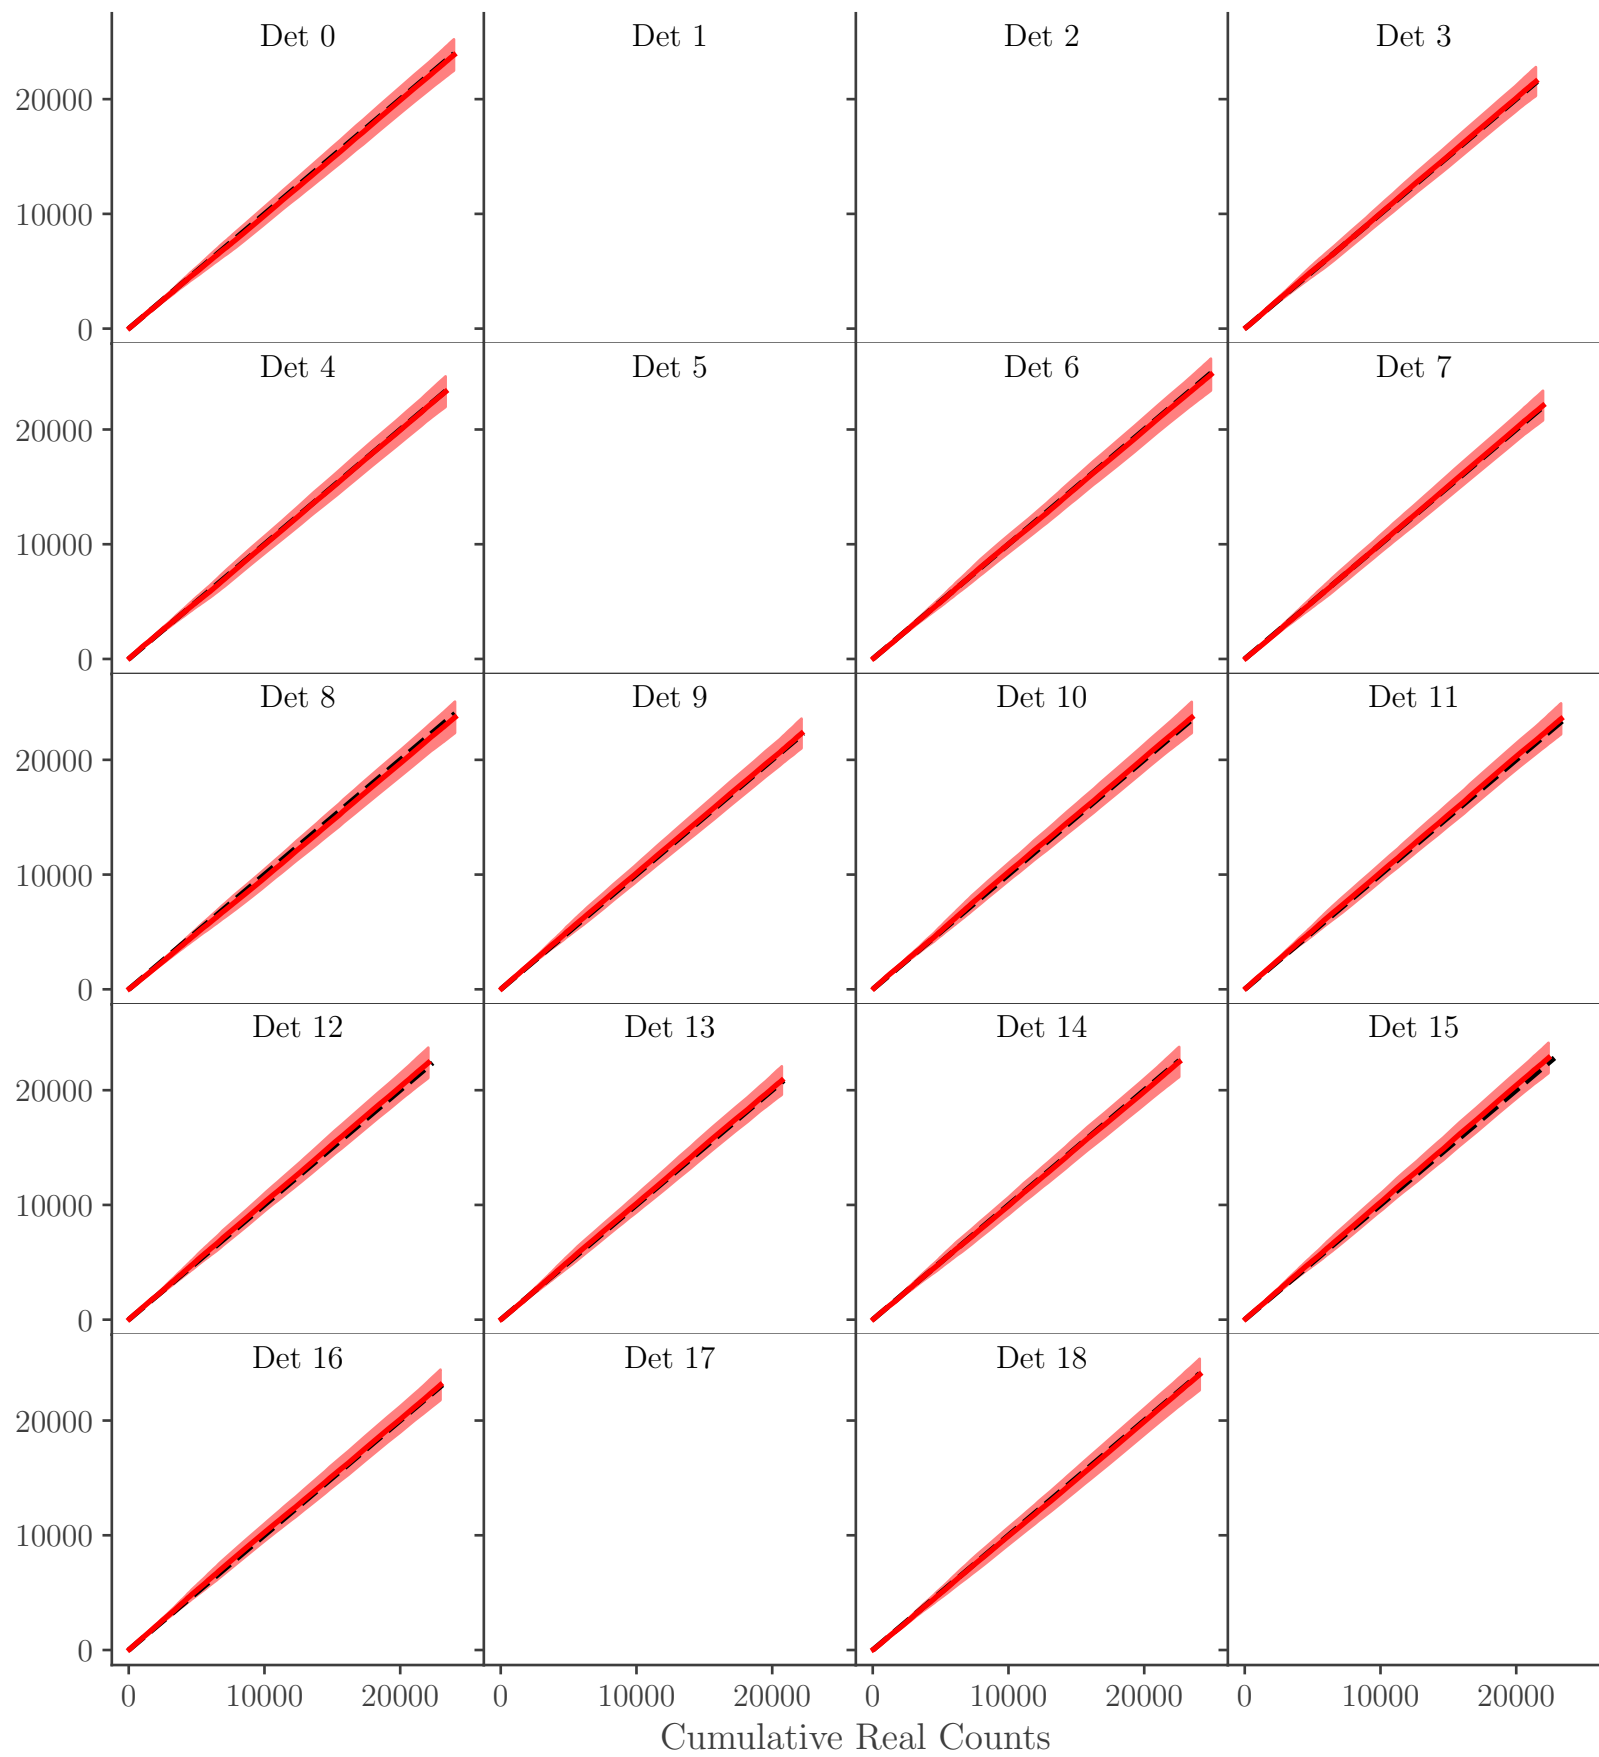 Det 0 Det 1 Det 2 Det 3
20000
10000
0
Det 4 Det 5 Det 6 Det 7
20000
10000
0
Det 8 Det 9 Det 10 Det 11
20000
10000
0
Det 12 Det 13 Det 14 Det 15
20000
10000
0
Det 16 Det 17 Det 18
20000
10000
0
0 10000 20000 0 10000 20000 0 10000 20000 0 10000 20000
Cumulative Real Counts